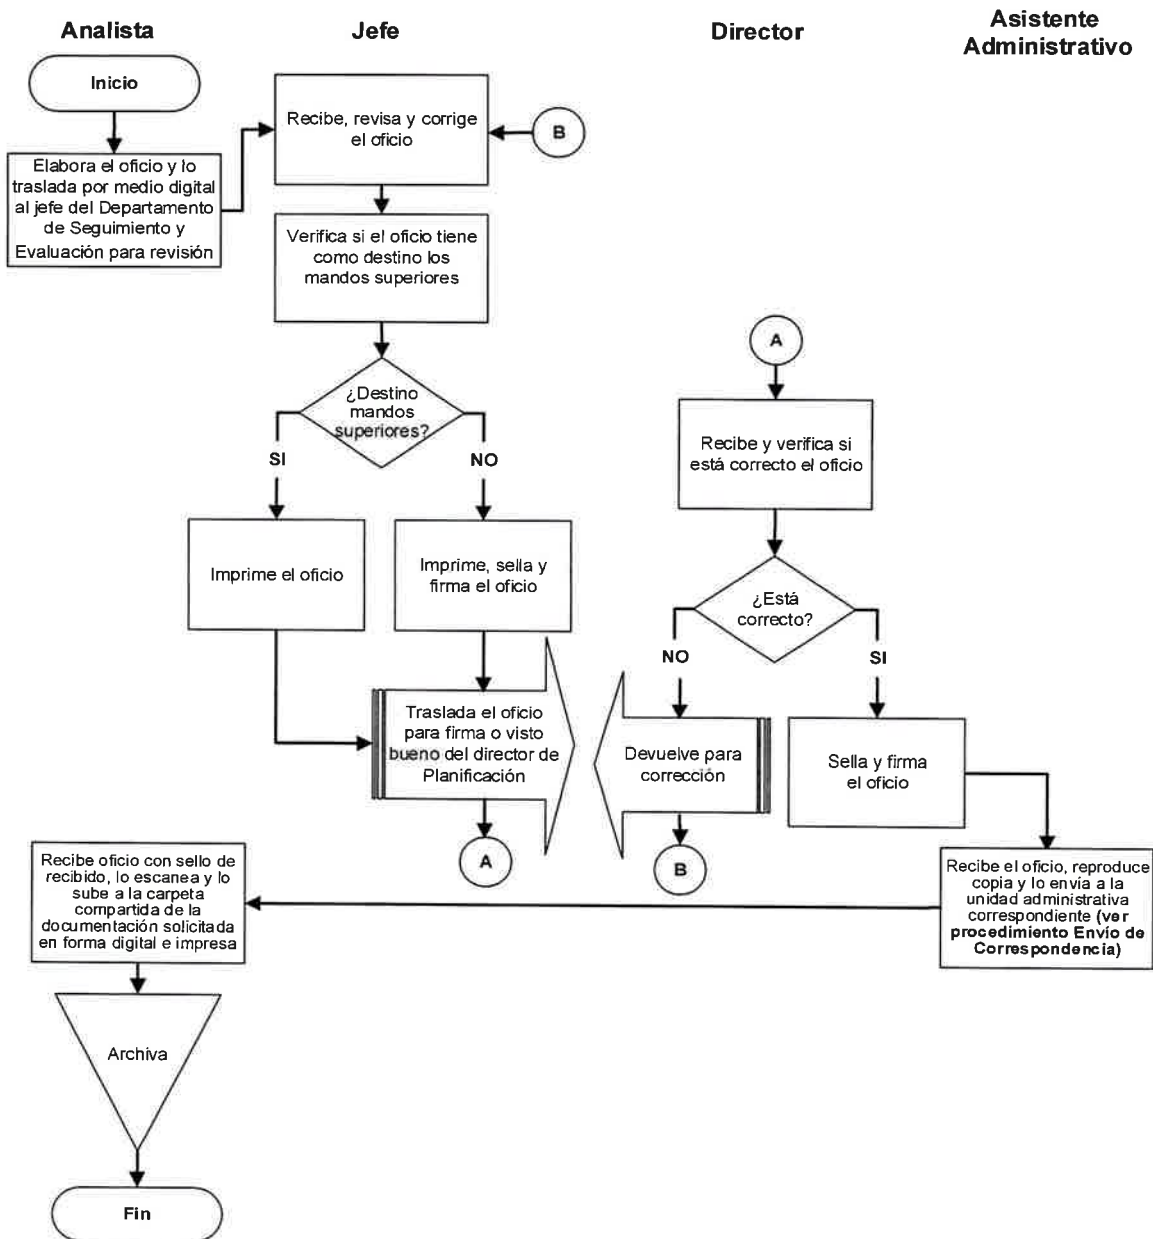 Analista
Jefe
Director
Asistente
Administrativo
Inicio
Elabora el oficio y lo
traslada por medio digital
al jefe del Departamento
de Seguimiento y
Evaluación para revisión
Recibe, revisa y corrige
el oficio
B
Verifica si el oficio tiene
como destino los
mandos superiores
¿Destino
mandos
superiores?
SI
NO
Imprime el oficio
Imprime, sella y
firma el oficio
Traslada el oficio
para firma o visto
bueno del director de
Planificación
A
A
Recibe y verifica si
está correcto el oficio
¿Está
correcto?
NO
SI
Devuelve para
corrección
B
Sella y firma
el oficio
Recibe el oficio, reproduce
copia y lo envía a la
unidad administrativa
correspondiente (ver
procedimiento Envío de
Correspondencia)
Recibe oficio con sello de
recibido, lo escanea y lo
sube a la carpeta
compartida de la
documentación solicitada
en forma digital e impresa
Archiva
Fin